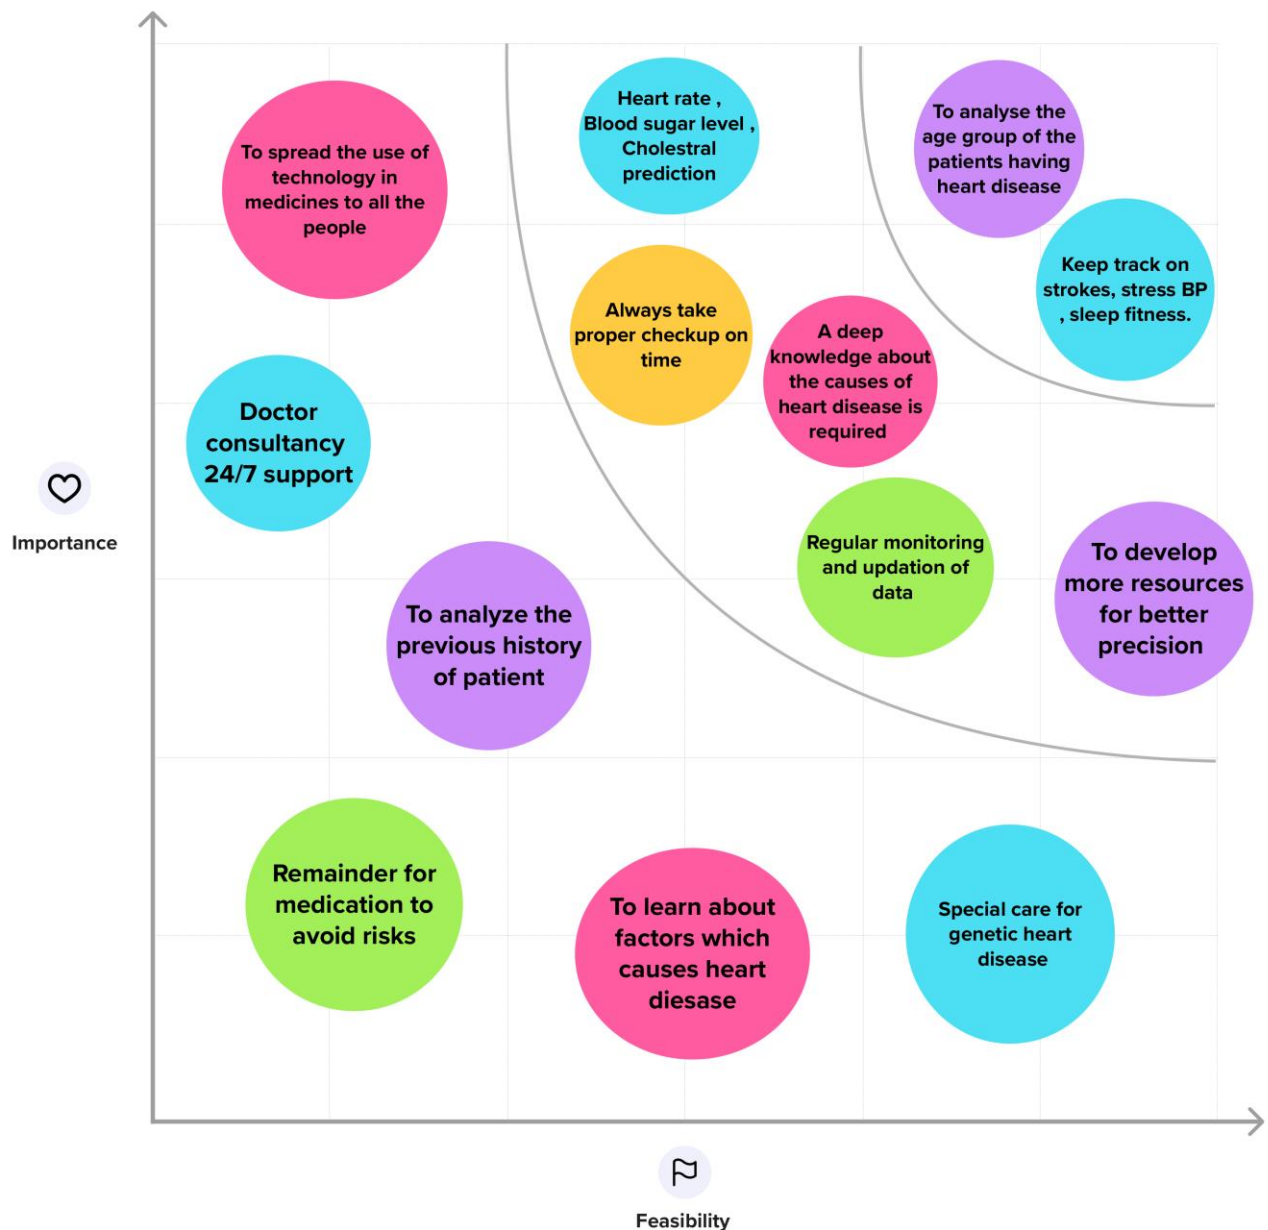 To spread the use of
technology in
medicines to all the
people
Heart rate ,
Blood sugar level ,
Cholestral
prediction
To analyse the
age group of the
patients having
heart disease
Keep track on
strokes, stress BP
, sleep fitness.
Always take
proper checkup on
time
A deep
knowledge about
the causes of
heart disease is
required
Doctor
consultancy
24/7 support
Importance
Regular monitoring
and updation of
data
To develop
more resources
for better
precision
To analyze the
previous history
of patient
Remainder for
medication to
avoid risks
To learn about
factors which
causes heart
diesase
Special care for
genetic heart
disease
Feasibility